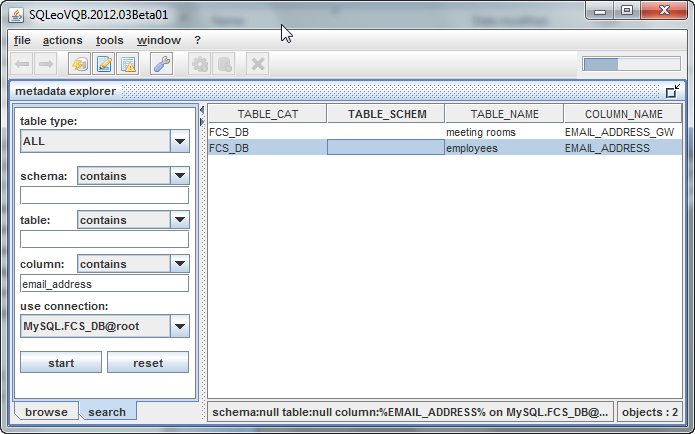 SQLeoVQB.2012.03Beta01
file actions tools window ?
metadata explorer
table type:
ALL
schema: contains
table: contains
column: contains
email_address
use connection:
MySQL.FCS_DB@root
start reset
browse search
TABLE_CAT TABLE_SCHEM TABLE_NAME COLUMN_NAME
FCS_DB meeting rooms EMAIL_ADDRESS_GW
FCS_DB employees EMAIL_ADDRESS
schema:null table:null column:%EMAIL_ADDRESS% on MySQL.FCS_DB@... objects : 2